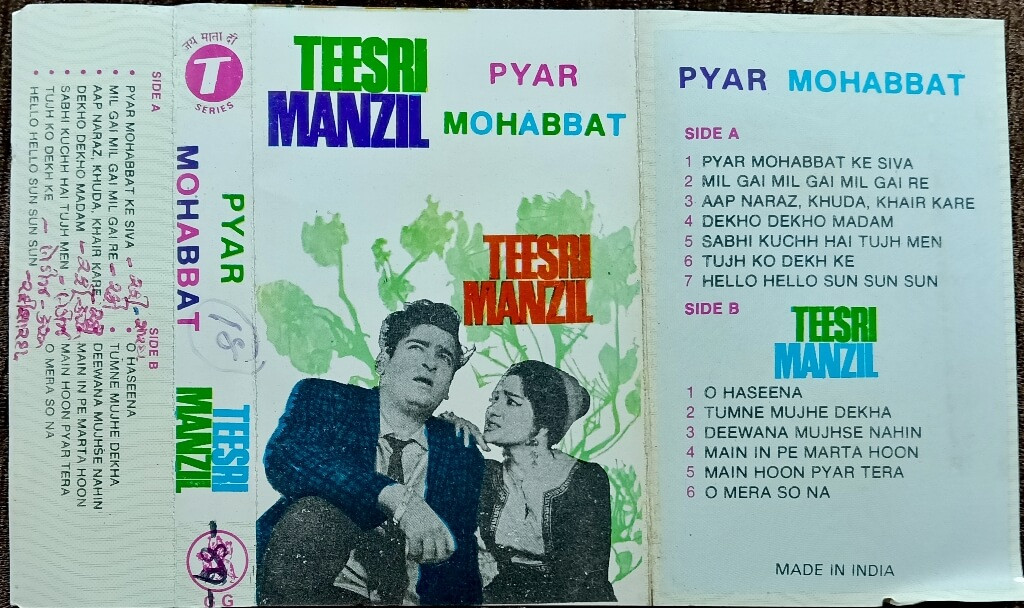 SIDE A
• PYAR MOHABBAT KE SIVA
• MIL GAI MIL GAI MIL GAI RE
• AAP NARAZ, KHUDA, KHAIR KARE
• DEKHO DEKHO MADAM
• SABHI KUCHH HAI TUJH MEN
• TUJH KO DEKH KE
• HELLO HELLO SUN SUN SUN
SIDE B
• O HASEENA
• TUMNE MUJHE DEKHA
• DEEWANA MUJHSE NAHIN
• MAIN IN PE MARTA HOON
• MAIN HOON PYAR TERA
• O MERA SO NA
जय माता दी
T
SERIES
PYAR
MOHABBAT
18
TEESRI
MANZIL
TEESRI
MANZIL
PYAR
MOHABBAT
TEESRI
MANZIL
PYAR MOHABBAT
SIDE A
1 PYAR MOHABBAT KE SIVA
2 MIL GAI MIL GAI MIL GAI RE
3 AAP NARAZ, KHUDA, KHAIR KARE
4 DEKHO DEKHO MADAM
5 SABHI KUCHH HAI TUJH MEN
6 TUJH KO DEKH KE
7 HELLO HELLO SUN SUN SUN
SIDE B
TEESRI
MANZIL
1 O HASEENA
2 TUMNE MUJHE DEKHA
3 DEEWANA MUJHSE NAHIN
4 MAIN IN PE MARTA HOON
5 MAIN HOON PYAR TERA
6 O MERA SO NA
MADE IN INDIA